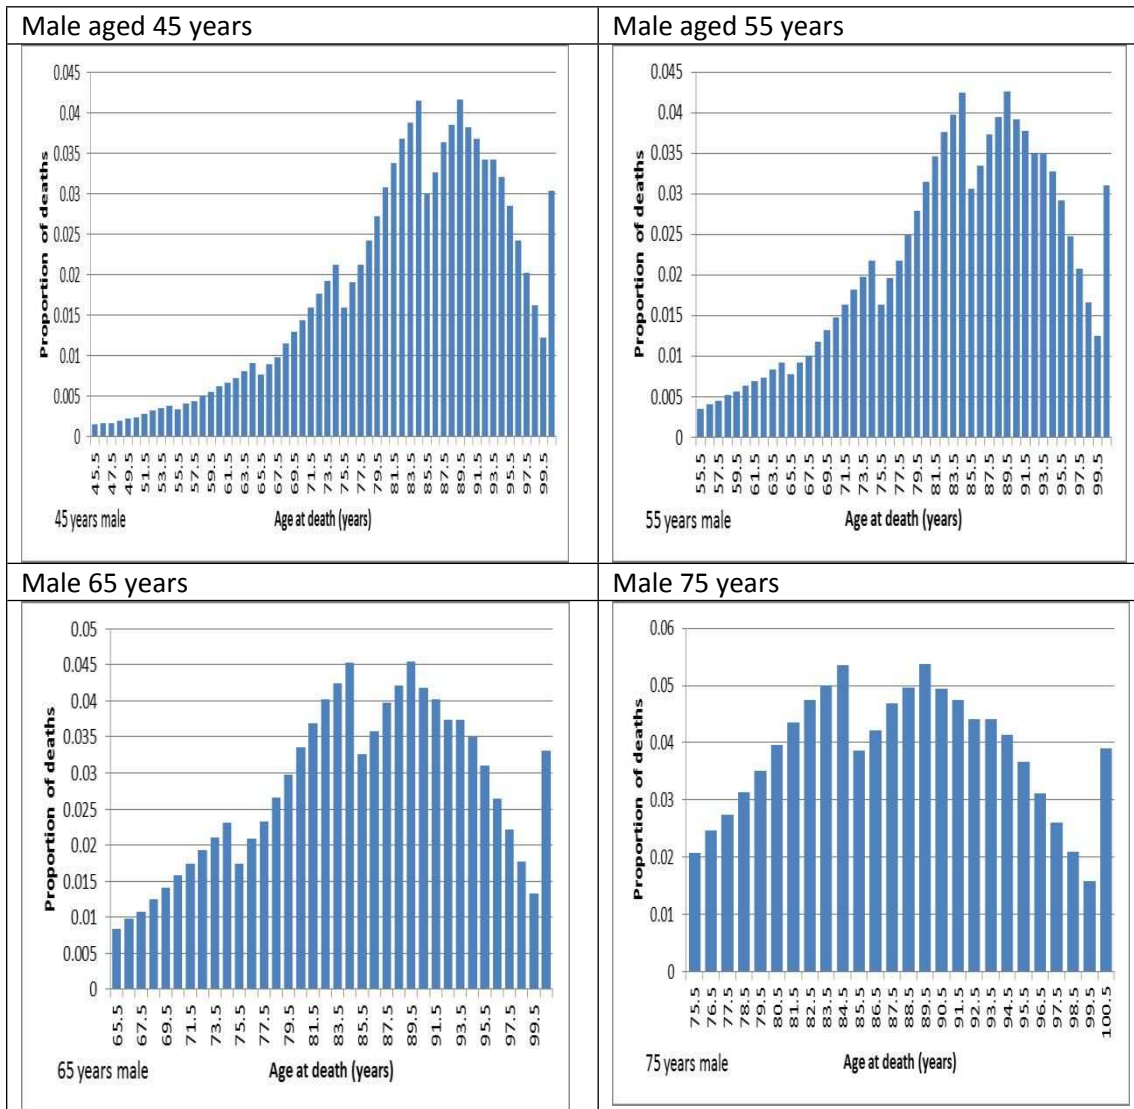 Male aged 45 years
Male aged 55 years
0.045
0.04
0.035
0.03
0.025
0.02
0.015
0.01
0.005
0
Proportion of deaths
45.5 47.5 49.5 51.5 53.5 55.5 57.5 59.5 61.5 63.5 65.5 67.5 69.5 71.5 73.5 75.5 77.5 79.5 81.5 83.5 85.5 87.5 89.5 91.5 93.5 95.5 97.5 99.5
45 years male
Age at death (years)
0.045
0.04
0.035
0.03
0.025
0.02
0.015
0.01
0.005
0
Proportion of deaths
55.5 57.5 59.5 61.5 63.5 65.5 67.5 69.5 71.5 73.5 75.5 77.5 79.5 81.5 83.5 85.5 87.5 89.5 91.5 93.5 95.5 97.5 99.5
55 years male
Age at death (years)
Male 65 years
Male 75 years
0.05
0.045
0.04
0.035
0.03
0.025
0.02
0.015
0.01
0.005
0
Proportion of deaths
65.5 67.5 69.5 71.5 73.5 75.5 77.5 79.5 81.5 83.5 85.5 87.5 89.5 91.5 93.5 95.5 97.5 99.5
65 years male
Age at death (years)
0.06
0.05
0.04
0.03
0.02
0.01
0
Proportion of deaths
75.5 76.5 77.5 78.5 79.5 80.5 81.5 82.5 83.5 84.5 85.5 86.5 87.5 88.5 89.5 90.5 91.5 92.5 93.5 94.5 95.5 96.5 97.5 98.5 99.5 100.5
75 years male
Age at death (years)